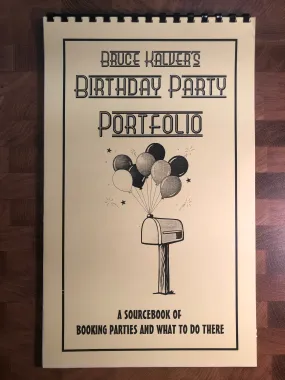 BRUCE KALVER'S
BIRTHDAY PARTY
PORTFOLIO
A SOURCEBOOK OF
BOOKING PARTIES AND WHAT TO DO THERE